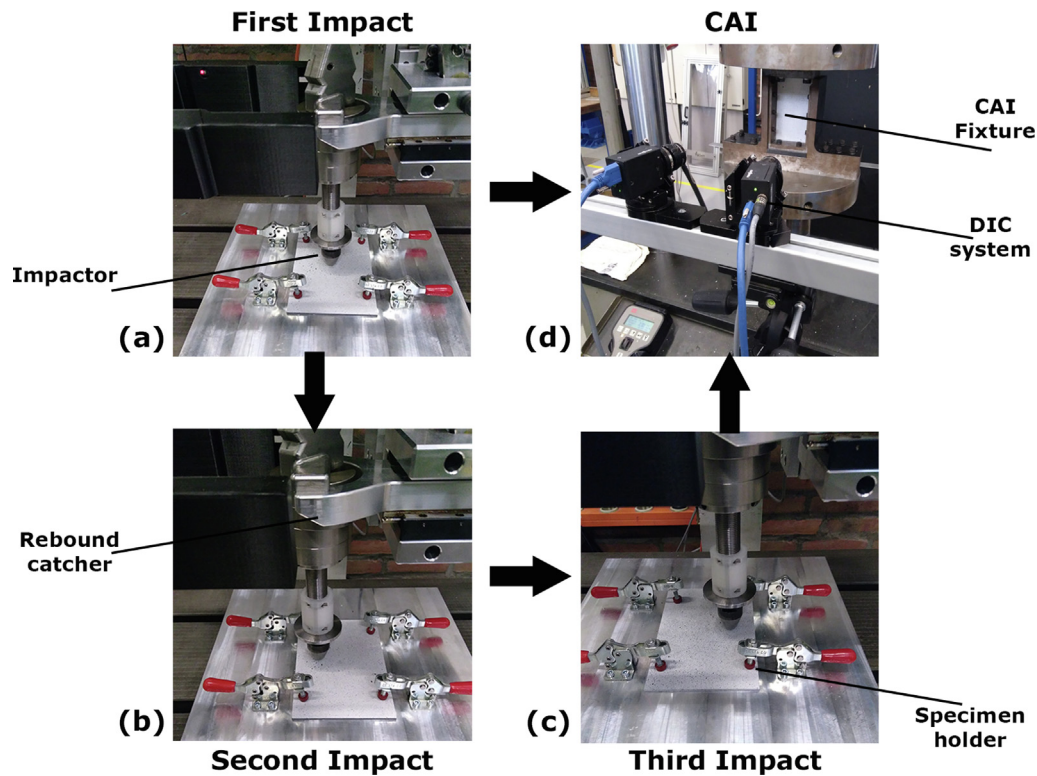 First Impact
CAI
CAI
Fixture
DIC
system
Impactor
(a)
(d)
Rebound
catcher
(b)
(c)
Specimen
holder
Second Impact
Third Impact